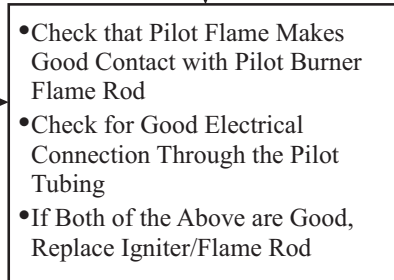 •Check that Pilot Flame Makes
Good Contact with Pilot Burner
Flame Rod
•Check for Good Electrical
Connection Through the Pilot
Tubing
•If Both of the Above are Good,
Replace Igniter/Flame Rod